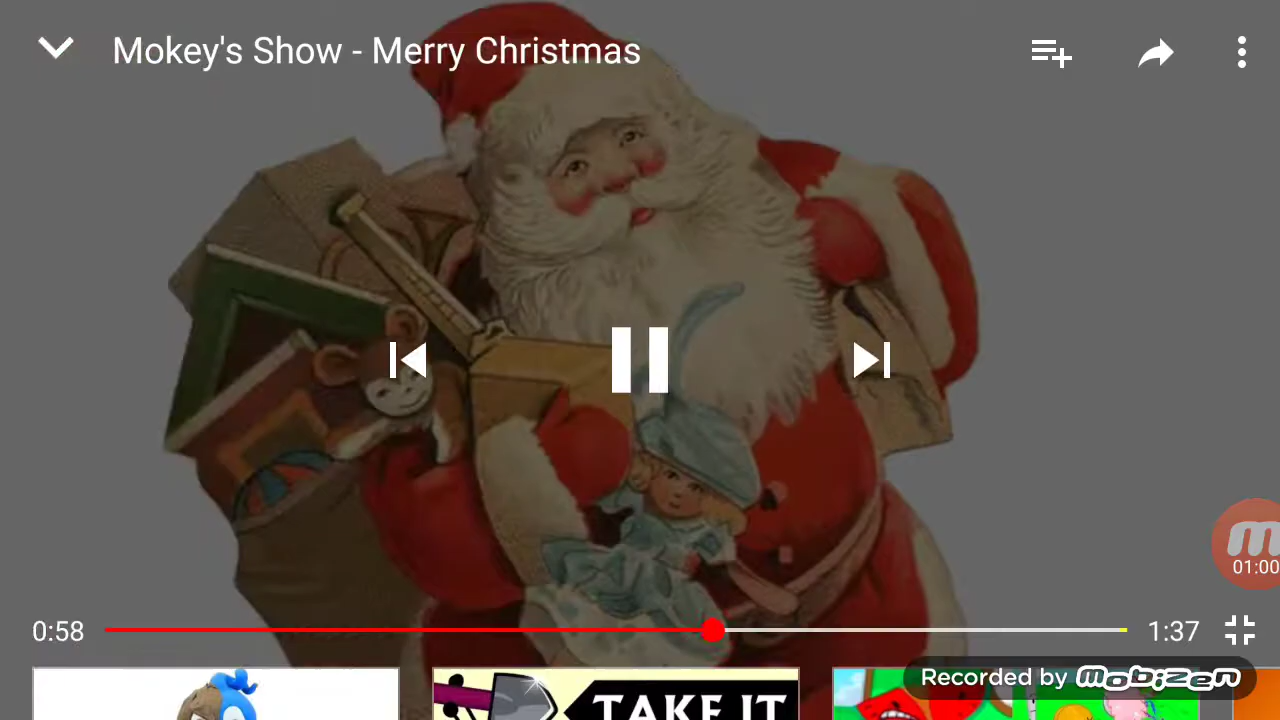 Mokey's Show - Merry Christmas
01:00
0:58
1:37
Recorded by mobizen
TAKE IT